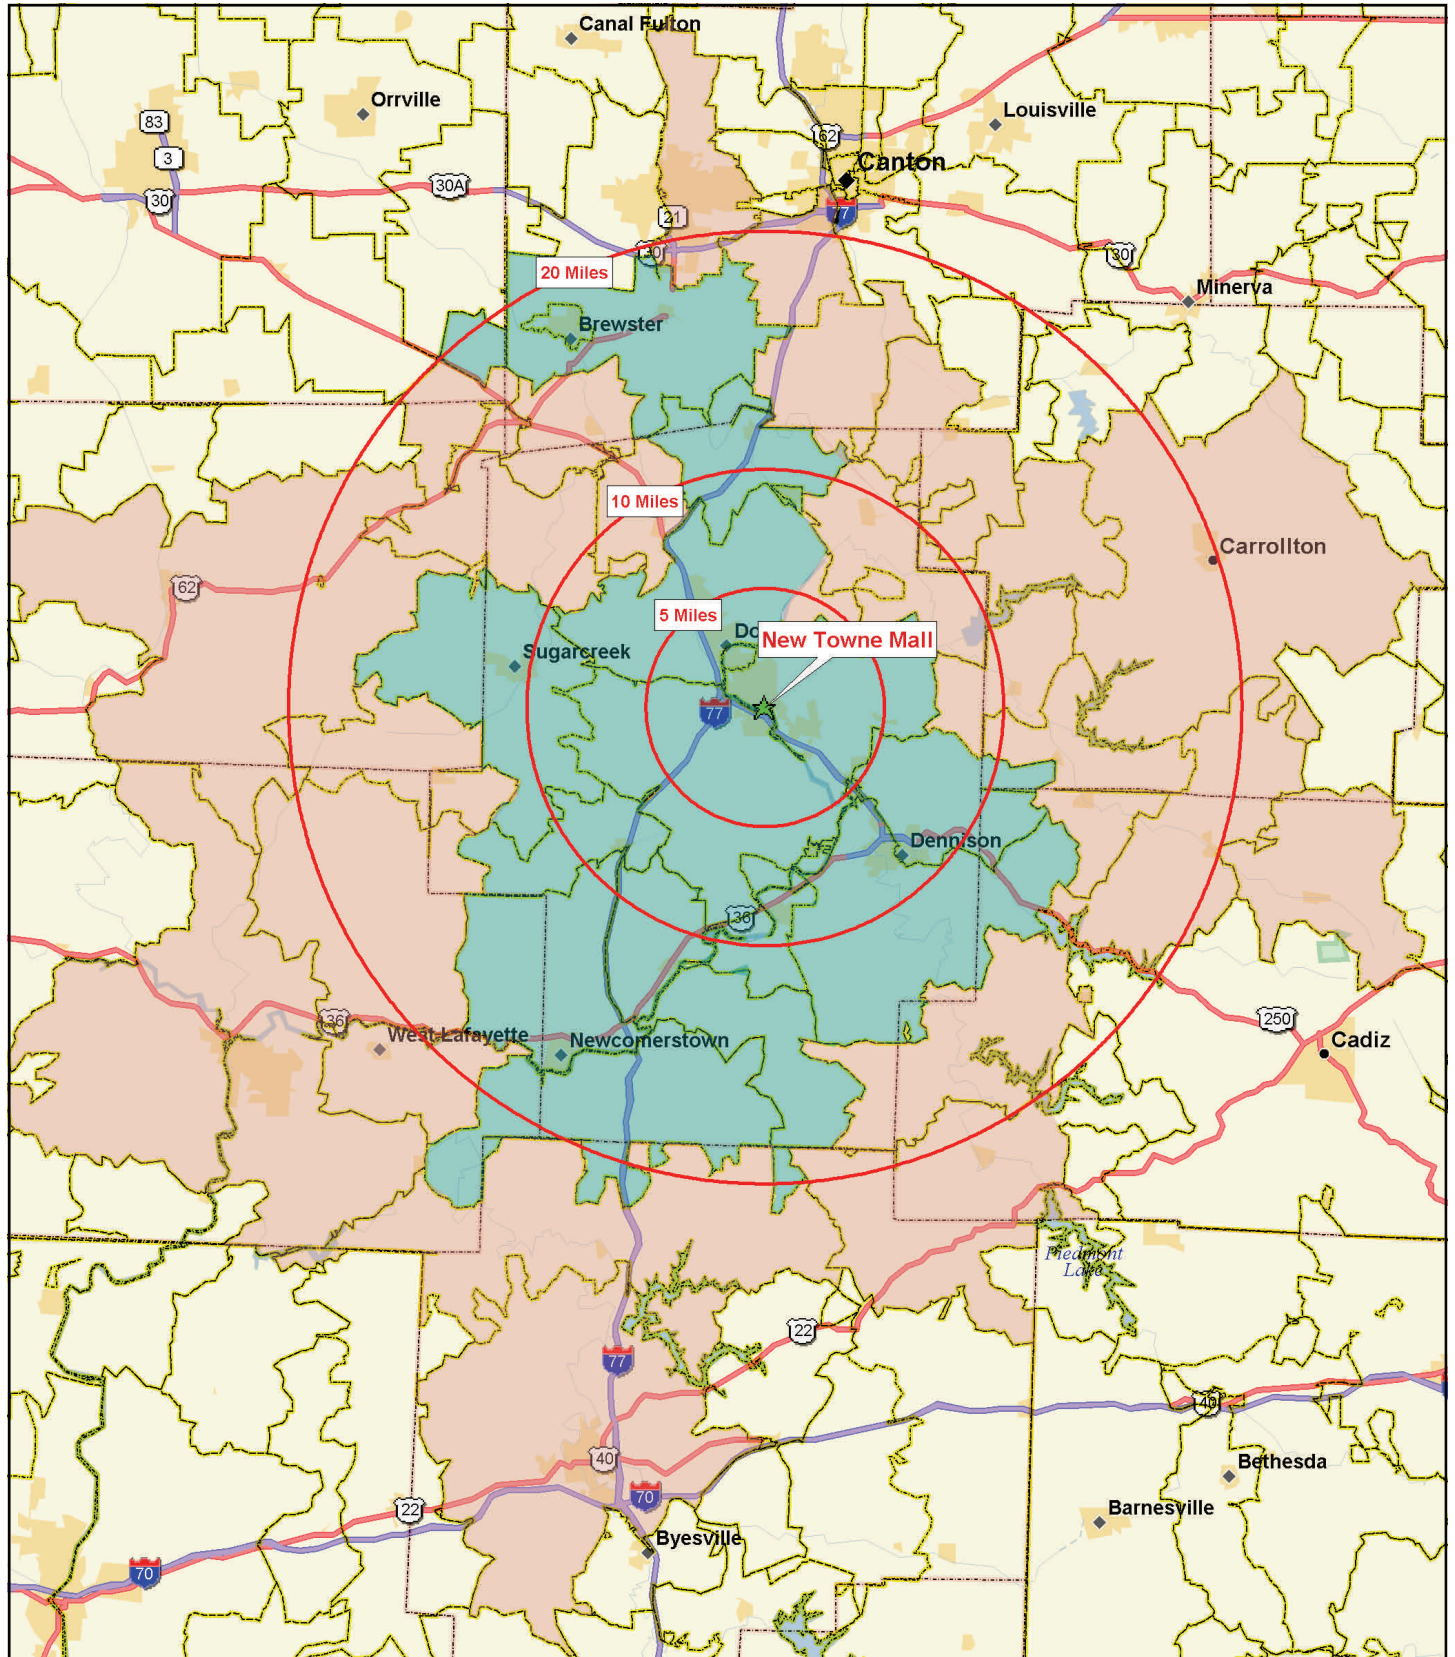 Canal Fulton
Orrville
Louisville
83
62
3
Canton
30A
30
21
77
30
30
20 Miles
Minerva
Brewster
10 Miles
Carrollton
62
5 Miles
New Towne Mall
Sugarcreek
77
Dennison
36
250
36
West Lafayette
Newcomerstown
Cadiz
Piedmont
Lake
22
77
40
40
Bethesda
70
22
Barnesville
Byesville
70